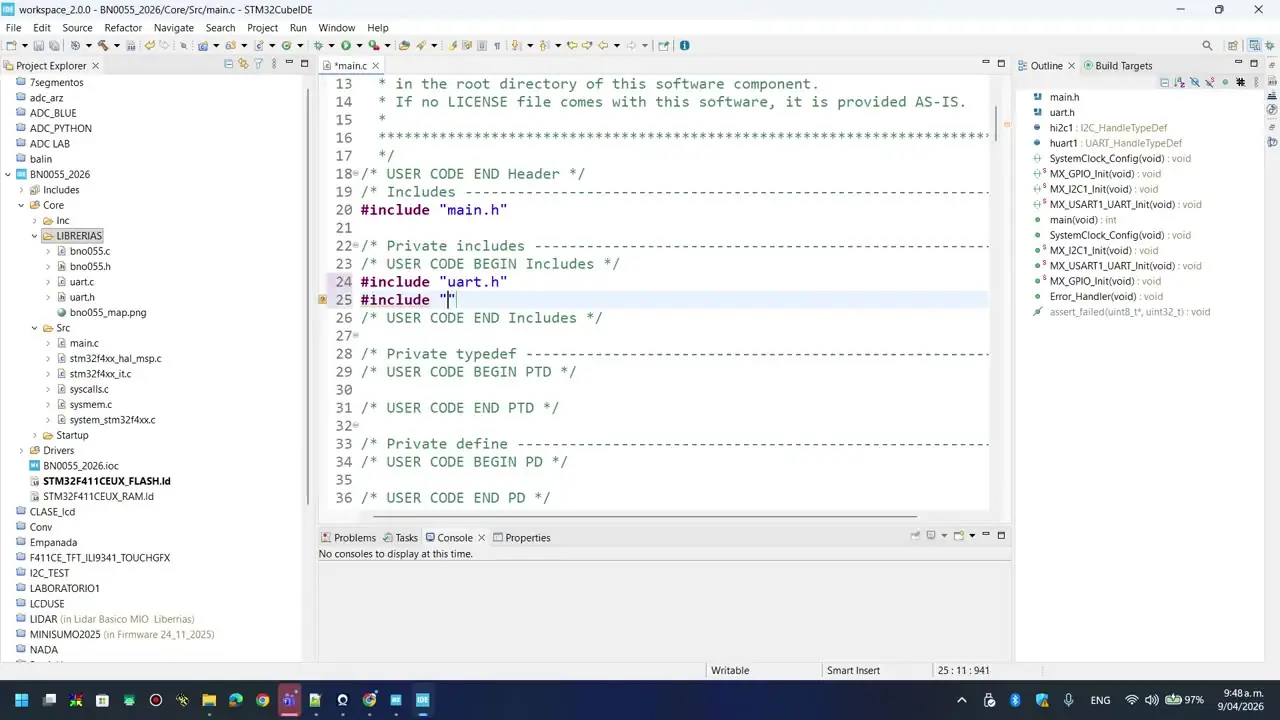 workspace_2.0.0 - BN0055_2026/Core/Src/main.c - STM32CubeIDE
File Edit Source Refactor Navigate Search Project Run Window Help
Project Explorer
7segmentos
adc_arz
ADC_BLUE
ADC_PYTHON
ADC LAB
balin
BN0055_2026
Includes
Core
Inc
LIBRERIAS
bno055.c
bno055.h
uart.c
uart.h
bno055_map.png
Src
main.c
stm32f4xx_hal_msp.c
stm32f4xx_it.c
syscalls.c
sysmem.c
system_stm32f4xx.c
Startup
Drivers
BN0055_2026.ioc
STM32F411CEUX_FLASH.ld
STM32F411CEUX_RAM.ld
CLASE_lcd
Conv
Empanada
F411CE_TFT_ILI9341_TOUCHGFX
I2C_TEST
LABORATORIO1
LCDUSE
LIDAR (in Lidar Basico MIO Liberrias)
MINISUMO2025 (in Firmware 24_11_2025)
NADA
*main.c
13 * in the root directory of this software component.
14 * If no LICENSE file comes with this software, it is provided AS-IS.
15 *
16 ************************************************************************
17 */
18 /* USER CODE END Header */
19 /* Includes ------------------------------------------------------------
20 #include "main.h"
21
22 /* Private includes ----------------------------------------------------
23 /* USER CODE BEGIN Includes */
24 #include "uart.h"
25 #include ""
26 /* USER CODE END Includes */
27
28 /* Private typedef -----------------------------------------------------
29 /* USER CODE BEGIN PTD */
30
31 /* USER CODE END PTD */
32
33 /* Private define ------------------------------------------------------
34 /* USER CODE BEGIN PD */
35
36 /* USER CODE END PD */
Problems Tasks Console Properties
No consoles to display at this time.
Outline Build Targets
main.h
uart.h
hi2c1 : I2C_HandleTypeDef
huart1 : UART_HandleTypeDef
SystemClock_Config(void) : void
MX_GPIO_Init(void) : void
MX_I2C1_Init(void) : void
MX_USART1_UART_Init(void) : void
main(void) : int
SystemClock_Config(void) : void
MX_I2C1_Init(void) : void
MX_USART1_UART_Init(void) : void
MX_GPIO_Init(void) : void
Error_Handler(void) : void
assert_failed(uint8_t*, uint32_t) : void
Writable Smart Insert 25 : 11 : 941
ENG 97% 9:48 a. m.
9/04/2026